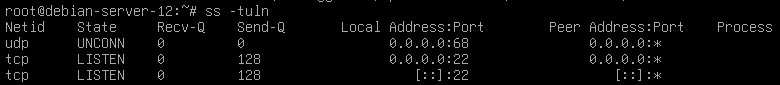 root@debian-server-12:~# ss -tuln
Netid State Recv-Q Send-Q Local Address:Port Peer Address:Port Process
udp UNCONN 0 0 0.0.0.0:68 0.0.0.0:*
tcp LISTEN 0 128 0.0.0.0:22 0.0.0.0:*
tcp LISTEN 0 128 [::]:22 [::]:*